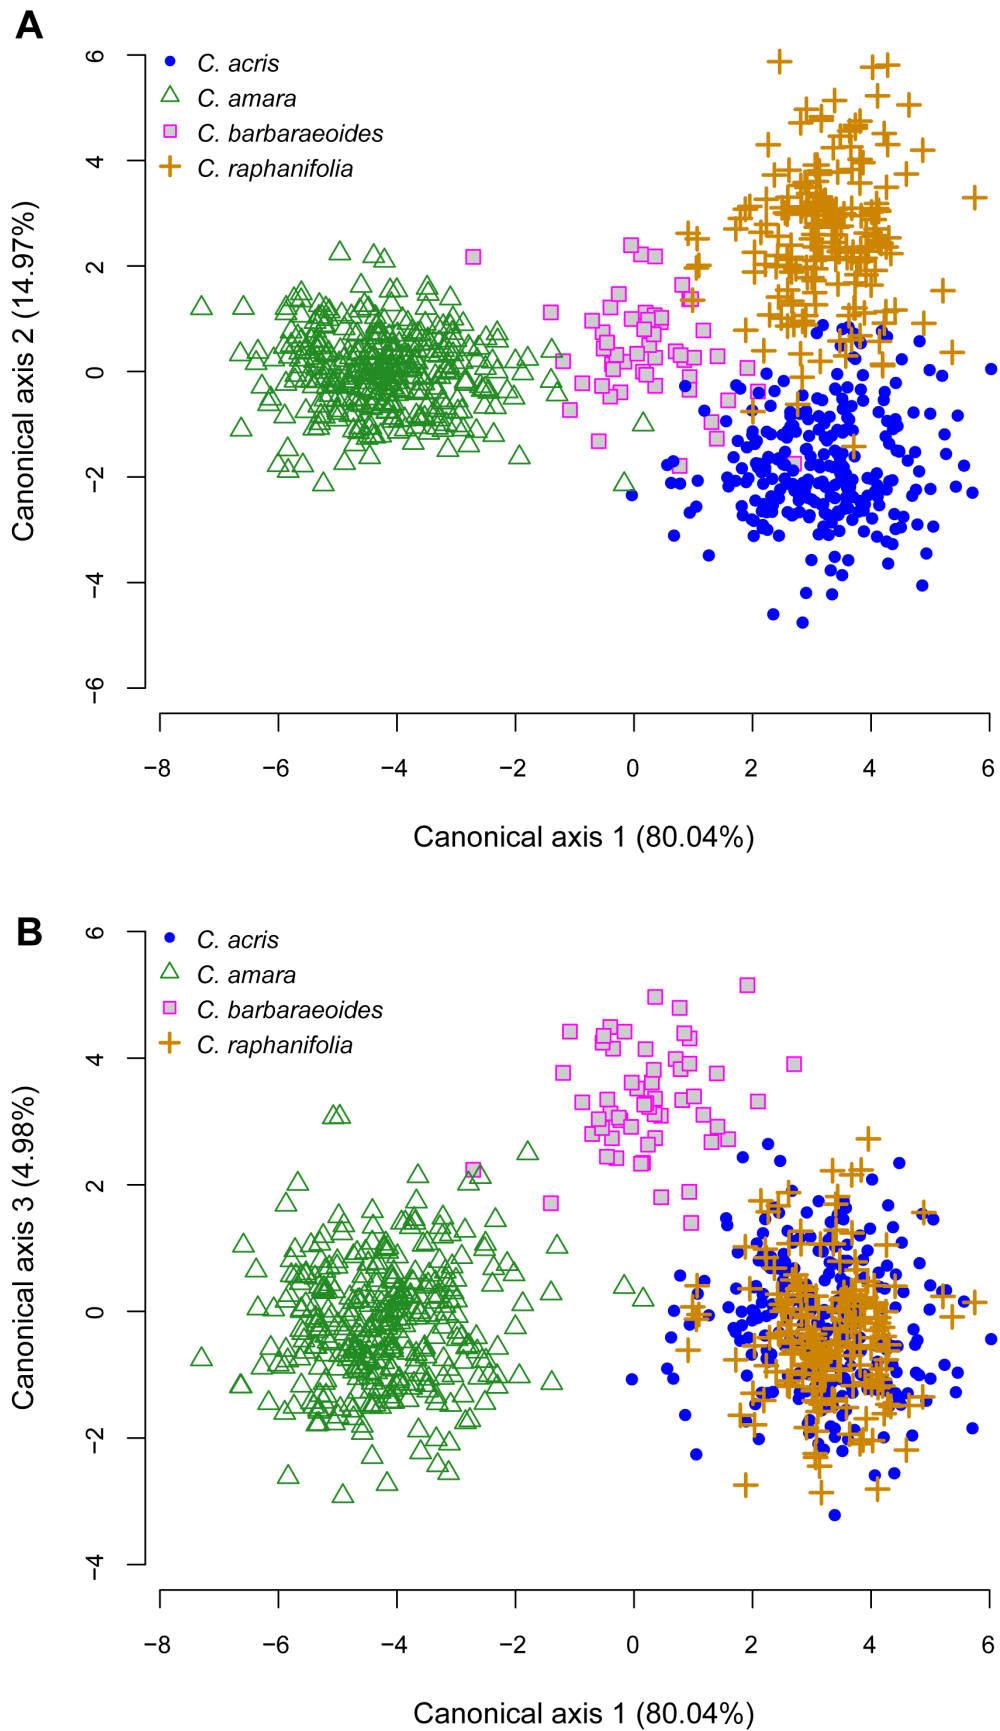 A
6
4
2
0
−2
−4
−6
Canonical axis 2 (14.97%)
C. acris
C. amara
C. barbaraeoides
C. raphanifolia
−8 −6 −4 −2 0 2 4 6
Canonical axis 1 (80.04%)
B
6
4
2
0
−2
−4
Canonical axis 3 (4.98%)
C. acris
C. amara
C. barbaraeoides
C. raphanifolia
−8 −6 −4 −2 0 2 4 6
Canonical axis 1 (80.04%)